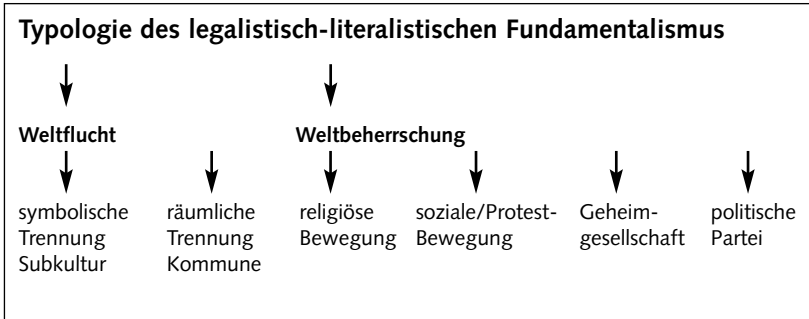 Typologie des legalistisch-literalistischen Fundamentalismus
Weltflucht
Weltbeherrschung
symbolische
Trennung
Subkultur
räumliche
Trennung
Kommune
religiöse
Bewegung
soziale/Protest-
Bewegung
Geheim-
gesellschaft
politische
Partei